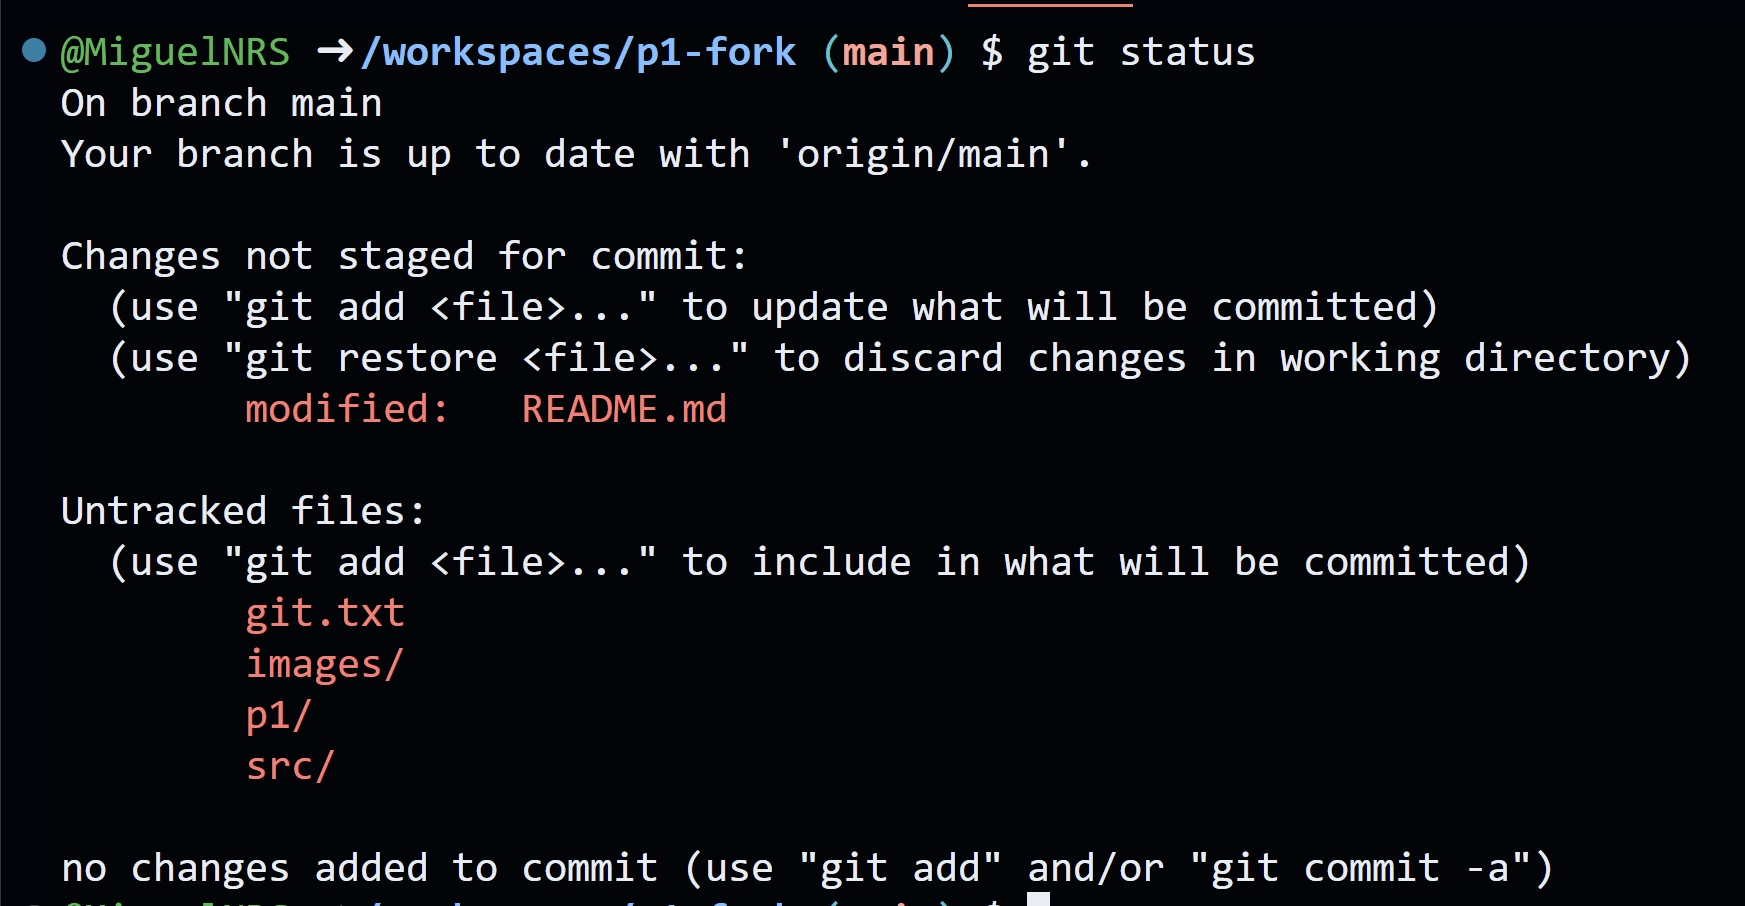 @MiguelNRS ➜ /workspaces/p1-fork (main) $ git status
On branch main
Your branch is up to date with 'origin/main'.
Changes not staged for commit:
(use "git add <file>..." to update what will be committed)
(use "git restore <file>..." to discard changes in working directory)
modified: README.md
Untracked files:
(use "git add <file>..." to include in what will be committed)
git.txt
images/
p1/
src/
no changes added to commit (use "git add" and/or "git commit -a")